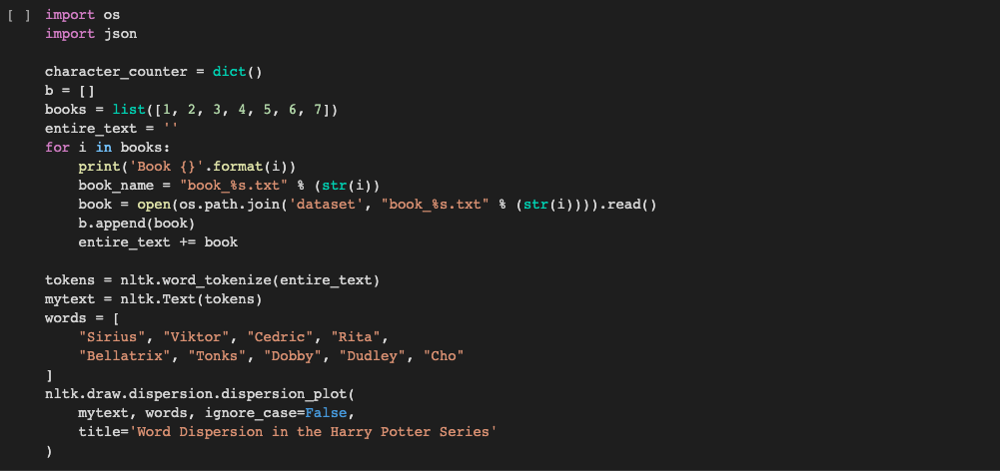 [ ] import os
import json

character_counter = dict()
b = []
books = list([1, 2, 3, 4, 5, 6, 7])
entire_text = ''
for i in books:
    print('Book {}'.format(i))
    book_name = "book_%s.txt" % (str(i))
    book = open(os.path.join('dataset', "book_%s.txt" % (str(i)))).read()
    b.append(book)
    entire_text += book

tokens = nltk.word_tokenize(entire_text)
mytext = nltk.Text(tokens)
words = [
    "Sirius", "Viktor", "Cedric", "Rita",
    "Bellatrix", "Tonks", "Dobby", "Dudley", "Cho"
]
nltk.draw.dispersion.dispersion_plot(
    mytext, words, ignore_case=False,
    title='Word Dispersion in the Harry Potter Series'
)